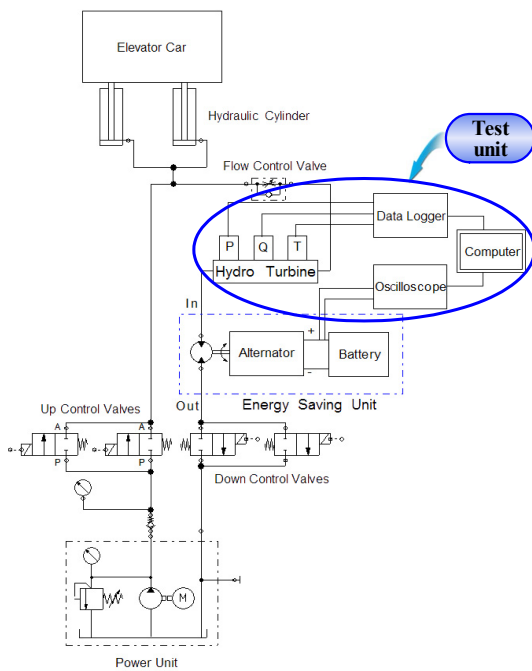 Elevator Car
Hydraulic Cylinder
Test
unit
Flow Control Valve
Data Logger
P Q T
Computer
Hydro Turbine
Oscilloscope
In
+
Alternator
Battery
-
Out
Energy Saving Unit
Up Control Valves
A A
P P
Down Control Valves
M
Power Unit